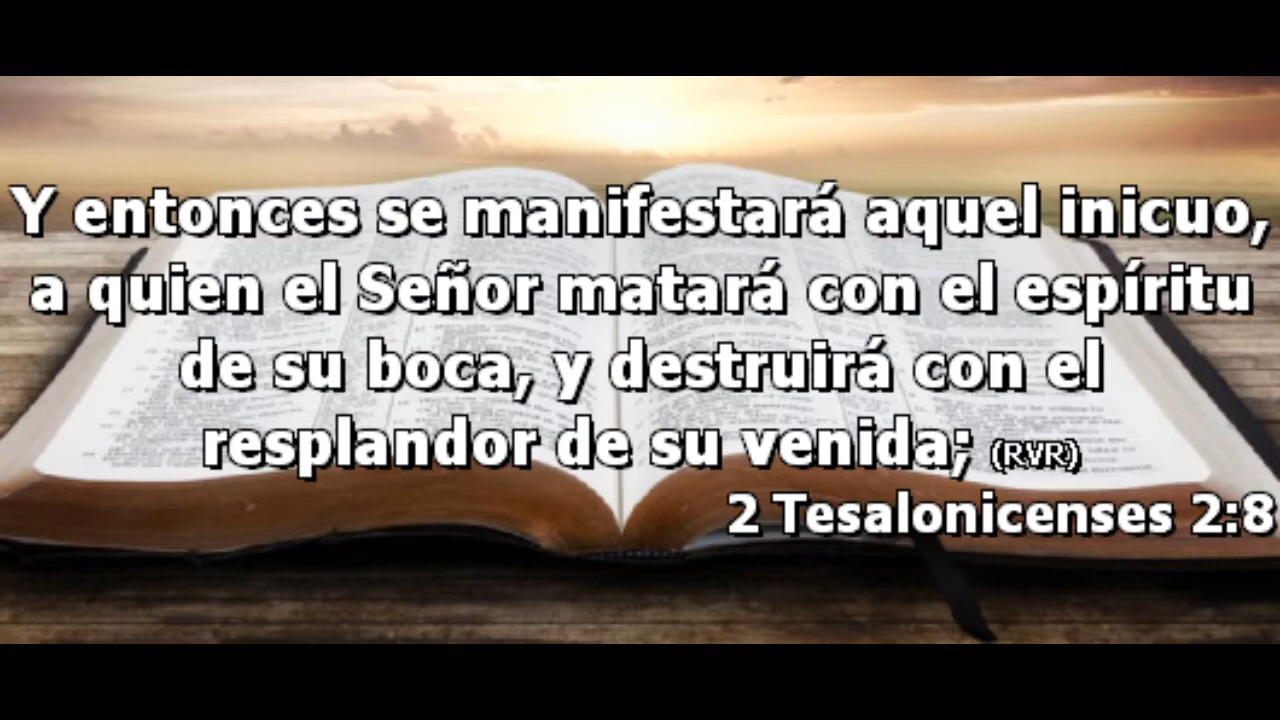 Y entonces se manifestará aquel inicuo,
a quien el Señor matará con el espíritu
de su boca, y destruirá con el
resplandor de su venida; (RVR)
2 Tesalonicenses 2:8